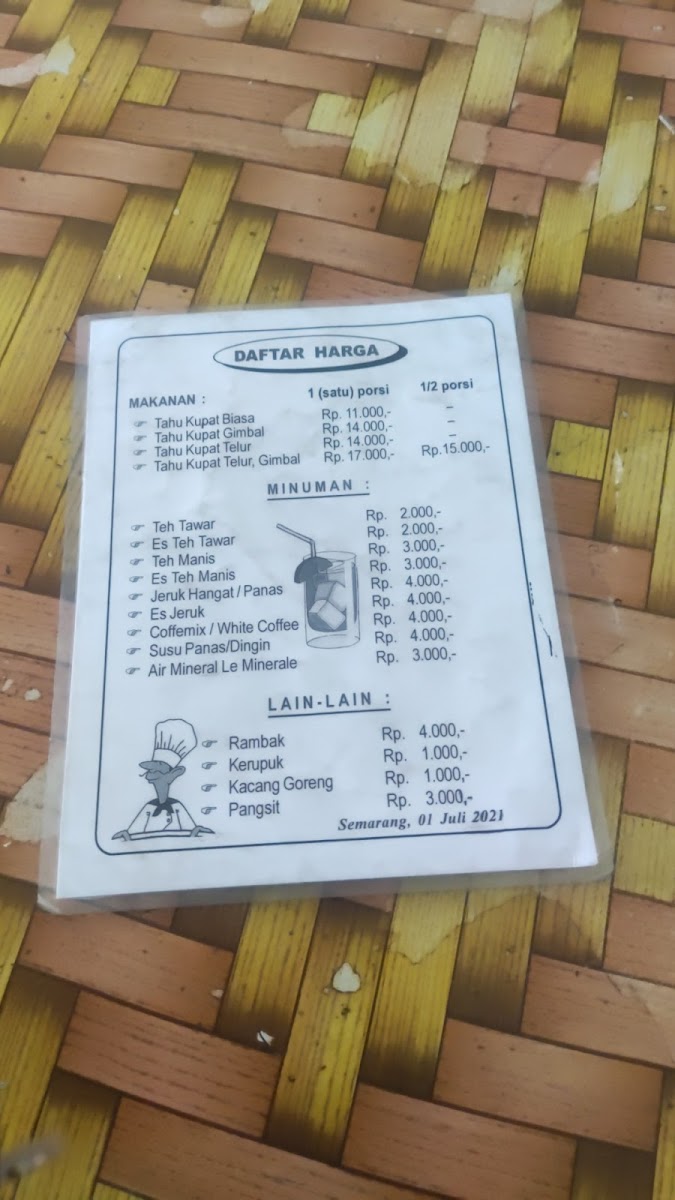 DAFTAR HARGA
MAKANAN : 1 (satu) porsi 1/2 porsi
Tahu Kupat Biasa Rp. 11.000,- –
Tahu Kupat Gimbal Rp. 14.000,- –
Tahu Kupat Telur Rp. 14.000,- –
Tahu Kupat Telur, Gimbal Rp. 17.000,- Rp.15.000,-
MINUMAN :
Teh Tawar Rp. 2.000,-
Es Teh Tawar Rp. 2.000,-
Teh Manis Rp. 3.000,-
Es Teh Manis Rp. 3.000,-
Jeruk Hangat / Panas Rp. 4.000,-
Es Jeruk Rp. 4.000,-
Coffemix / White Coffee Rp. 4.000,-
Susu Panas/Dingin Rp. 4.000,-
Air Mineral Le Minerale Rp. 3.000,-
LAIN-LAIN :
Rambak Rp. 4.000,-
Kerupuk Rp. 1.000,-
Kacang Goreng Rp. 1.000,-
Pangsit Rp. 3.000,-
Semarang, 01 Juli 2021